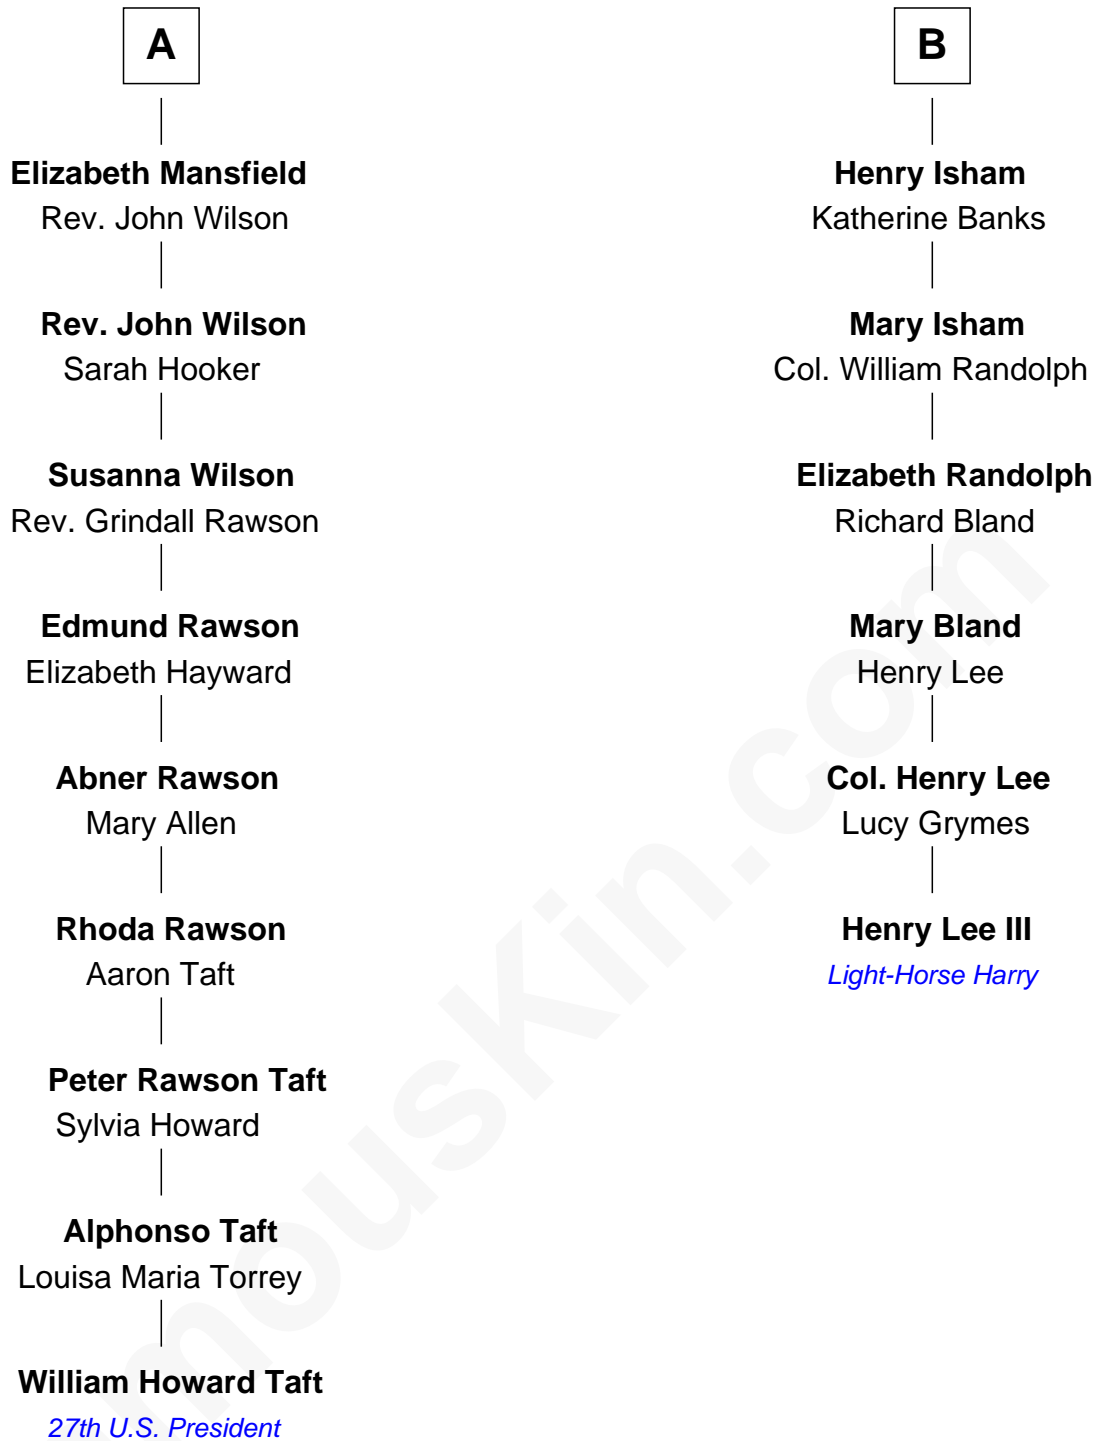 A
Elizabeth Mansfield
Rev. John Wilson
Rev. John Wilson
Sarah Hooker
Susanna Wilson
Rev. Grindall Rawson
Edmund Rawson
Elizabeth Hayward
Abner Rawson
Mary Allen
Rhoda Rawson
Aaron Taft
Peter Rawson Taft
Sylvia Howard
Alphonso Taft
Louisa Maria Torrey
William Howard Taft
27th U.S. President
B
Henry Isham
Katherine Banks
Mary Isham
Col. William Randolph
Elizabeth Randolph
Richard Bland
Mary Bland
Henry Lee
Col. Henry Lee
Lucy Grymes
Henry Lee III
Light-Horse Harry
mousKin.com